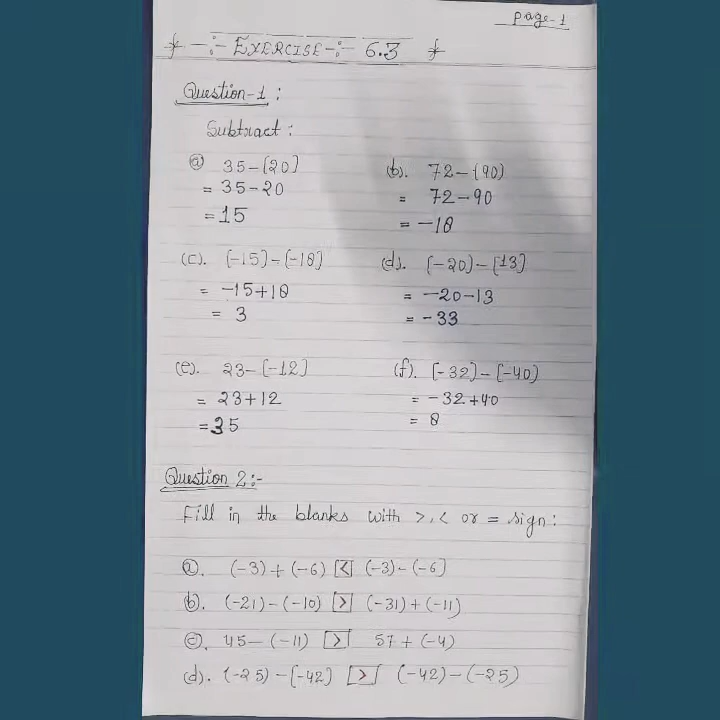 page-1
* -:- EXERCISE -:- 6.3 *
Question-1 :
Subtract :
(a) 35-(20)
= 35-20
= 15
(b). 72-(90)
= 72-90
= -18
(c). (-15)-(-18)
= -15+18
= 3
(d). (-20)-(13)
= -20-13
= -33
(e). 23-(-12)
= 23+12
= 35
(f). (-32)-(-40)
= -32+40
= 8
Question 2:-
Fill in the blanks with >, < or = sign:
(a). (-3)+(-6) [<] (-3)-(-6)
(b). (-21)-(-10) [>] (-31)+(-11)
(c). 45-(-11) [>] 57+(-4)
(d). (-25)-(-42) [>] (-42)-(-25)